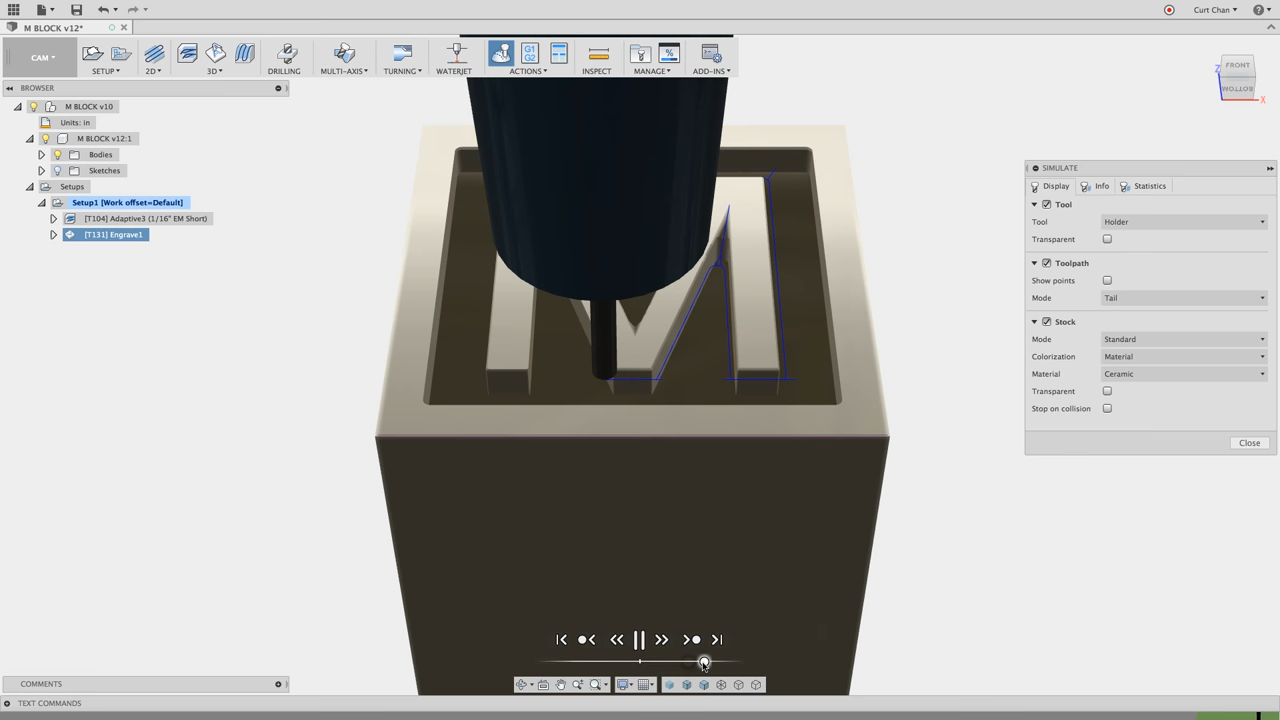 Curt Chan
M BLOCK v12*
CAM
SETUP
2D
3D
DRILLING
MULTI-AXIS
TURNING
WATERJET
G1
G2
ACTIONS
INSPECT
%
MANAGE
ADD-INS
BROWSER
M BLOCK v10
Units: in
M BLOCK v12:1
Bodies
Sketches
Setups
Setup1 [Work offset=Default]
[T104] Adaptive3 (1/16" EM Short)
[T131] Engrave1
FRONT
BOTTOM
Z
X
SIMULATE
Display Info Statistics
Tool
Tool Holder
Transparent
Toolpath
Show points
Mode Tail
Stock
Mode Standard
Colorization Material
Material Ceramic
Transparent
Stop on collision
Close
COMMENTS
TEXT COMMANDS